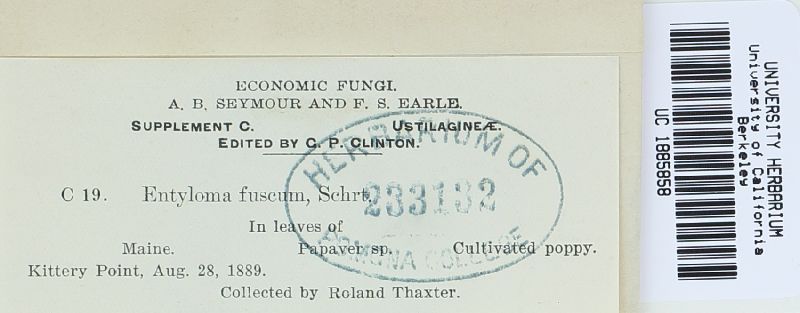 ECONOMIC FUNGI.
A. B. SEYMOUR AND F. S. EARLE.
SUPPLEMENT C. USTILAGINEÆ.
EDITED BY G. P. CLINTON.
C 19. Entyloma fuscum, Schrt.
In leaves of
Maine. Papaver sp. Cultivated poppy.
Kittery Point, Aug. 28, 1889.
Collected by Roland Thaxter.
HERBARIUM OF
233132
POMONA COLLEGE
UNIVERSITY HERBARIUM
University of California
Berkeley
UC 1885858